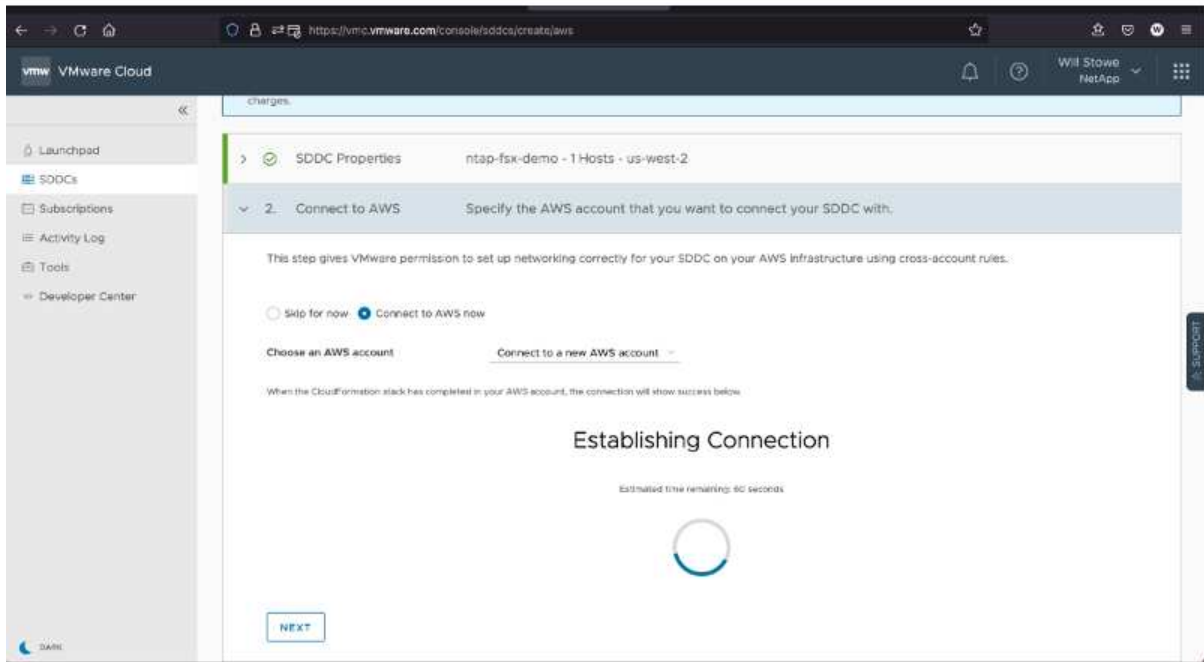 https://vmc.vmware.com/console/sddcs/create/aws
W
vmw VMware Cloud
Will Stowe
NetApp
charges.
Launchpad
SDDCs
Subscriptions
Activity Log
Tools
Developer Center
SDDC Properties ntap-fsx-demo - 1 Hosts - us-west-2
2. Connect to AWS Specify the AWS account that you want to connect your SDDC with.
This step gives VMware permission to set up networking correctly for your SDDC on your AWS infrastructure using cross-account rules.
Skip for now Connect to AWS now
Choose an AWS account Connect to a new AWS account
When the CloudFormation stack has completed in your AWS account, the connection will show success below.
Establishing Connection
Estimated time remaining: 60 seconds
NEXT
DARK
SUPPORT